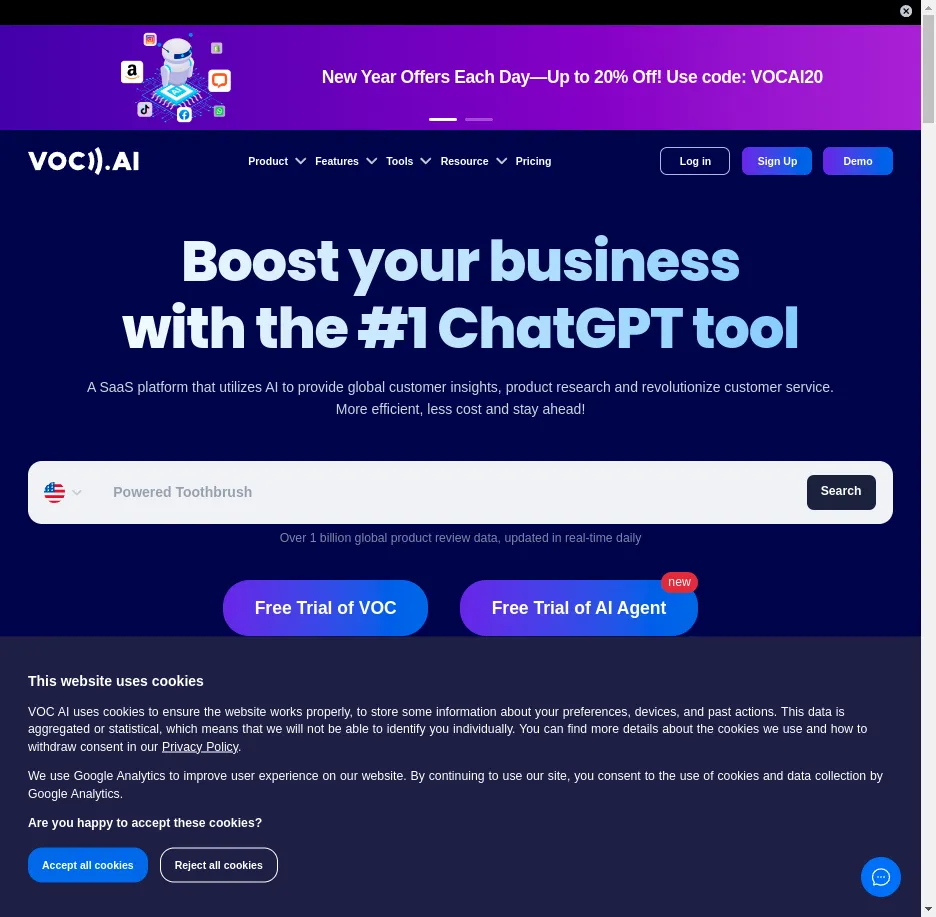 New Year Offers Each Day—Up to 20% Off! Use code: VOCAI20
VOC.AI
Product
Features
Tools
Resource
Pricing
Log in
Sign Up
Demo
Boost your business
with the #1 ChatGPT tool
A SaaS platform that utilizes AI to provide global customer insights, product research and revolutionize customer service.
More efficient, less cost and stay ahead!
Powered Toothbrush
Search
Over 1 billion global product review data, updated in real-time daily
new
Free Trial of VOC
Free Trial of AI Agent
This website uses cookies
VOC AI uses cookies to ensure the website works properly, to store some information about your preferences, devices, and past actions. This data is
aggregated or statistical, which means that we will not be able to identify you individually. You can find more details about the cookies we use and how to
withdraw consent in our Privacy Policy.
We use Google Analytics to improve user experience on our website. By continuing to use our site, you consent to the use of cookies and data collection by
Google Analytics.
Are you happy to accept these cookies?
Accept all cookies
Reject all cookies